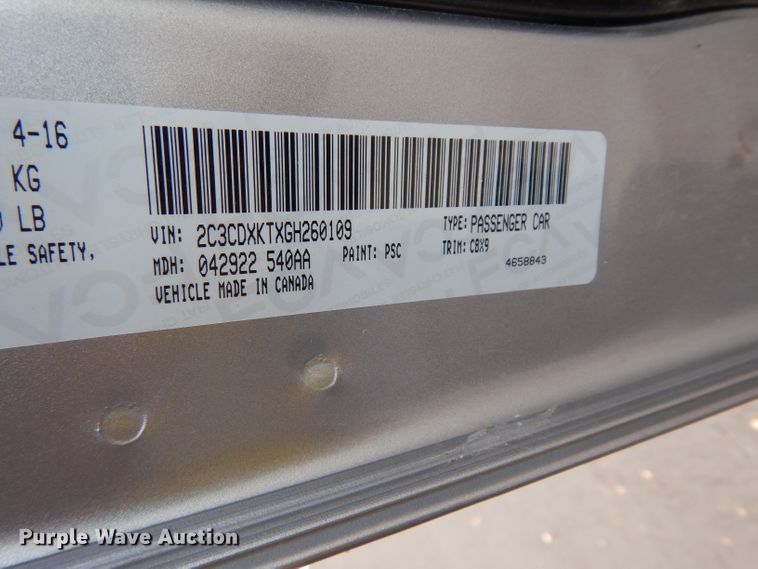 4-16
KG
LB
LE SAFETY,
VIN: 2C3CDXKTXGH260109
TYPE: PASSENGER CAR
MDH: 042922 540AA
PAINT: PSC
TRIM: C8X9
VEHICLE MADE IN CANADA
4658843
Purple Wave Auction